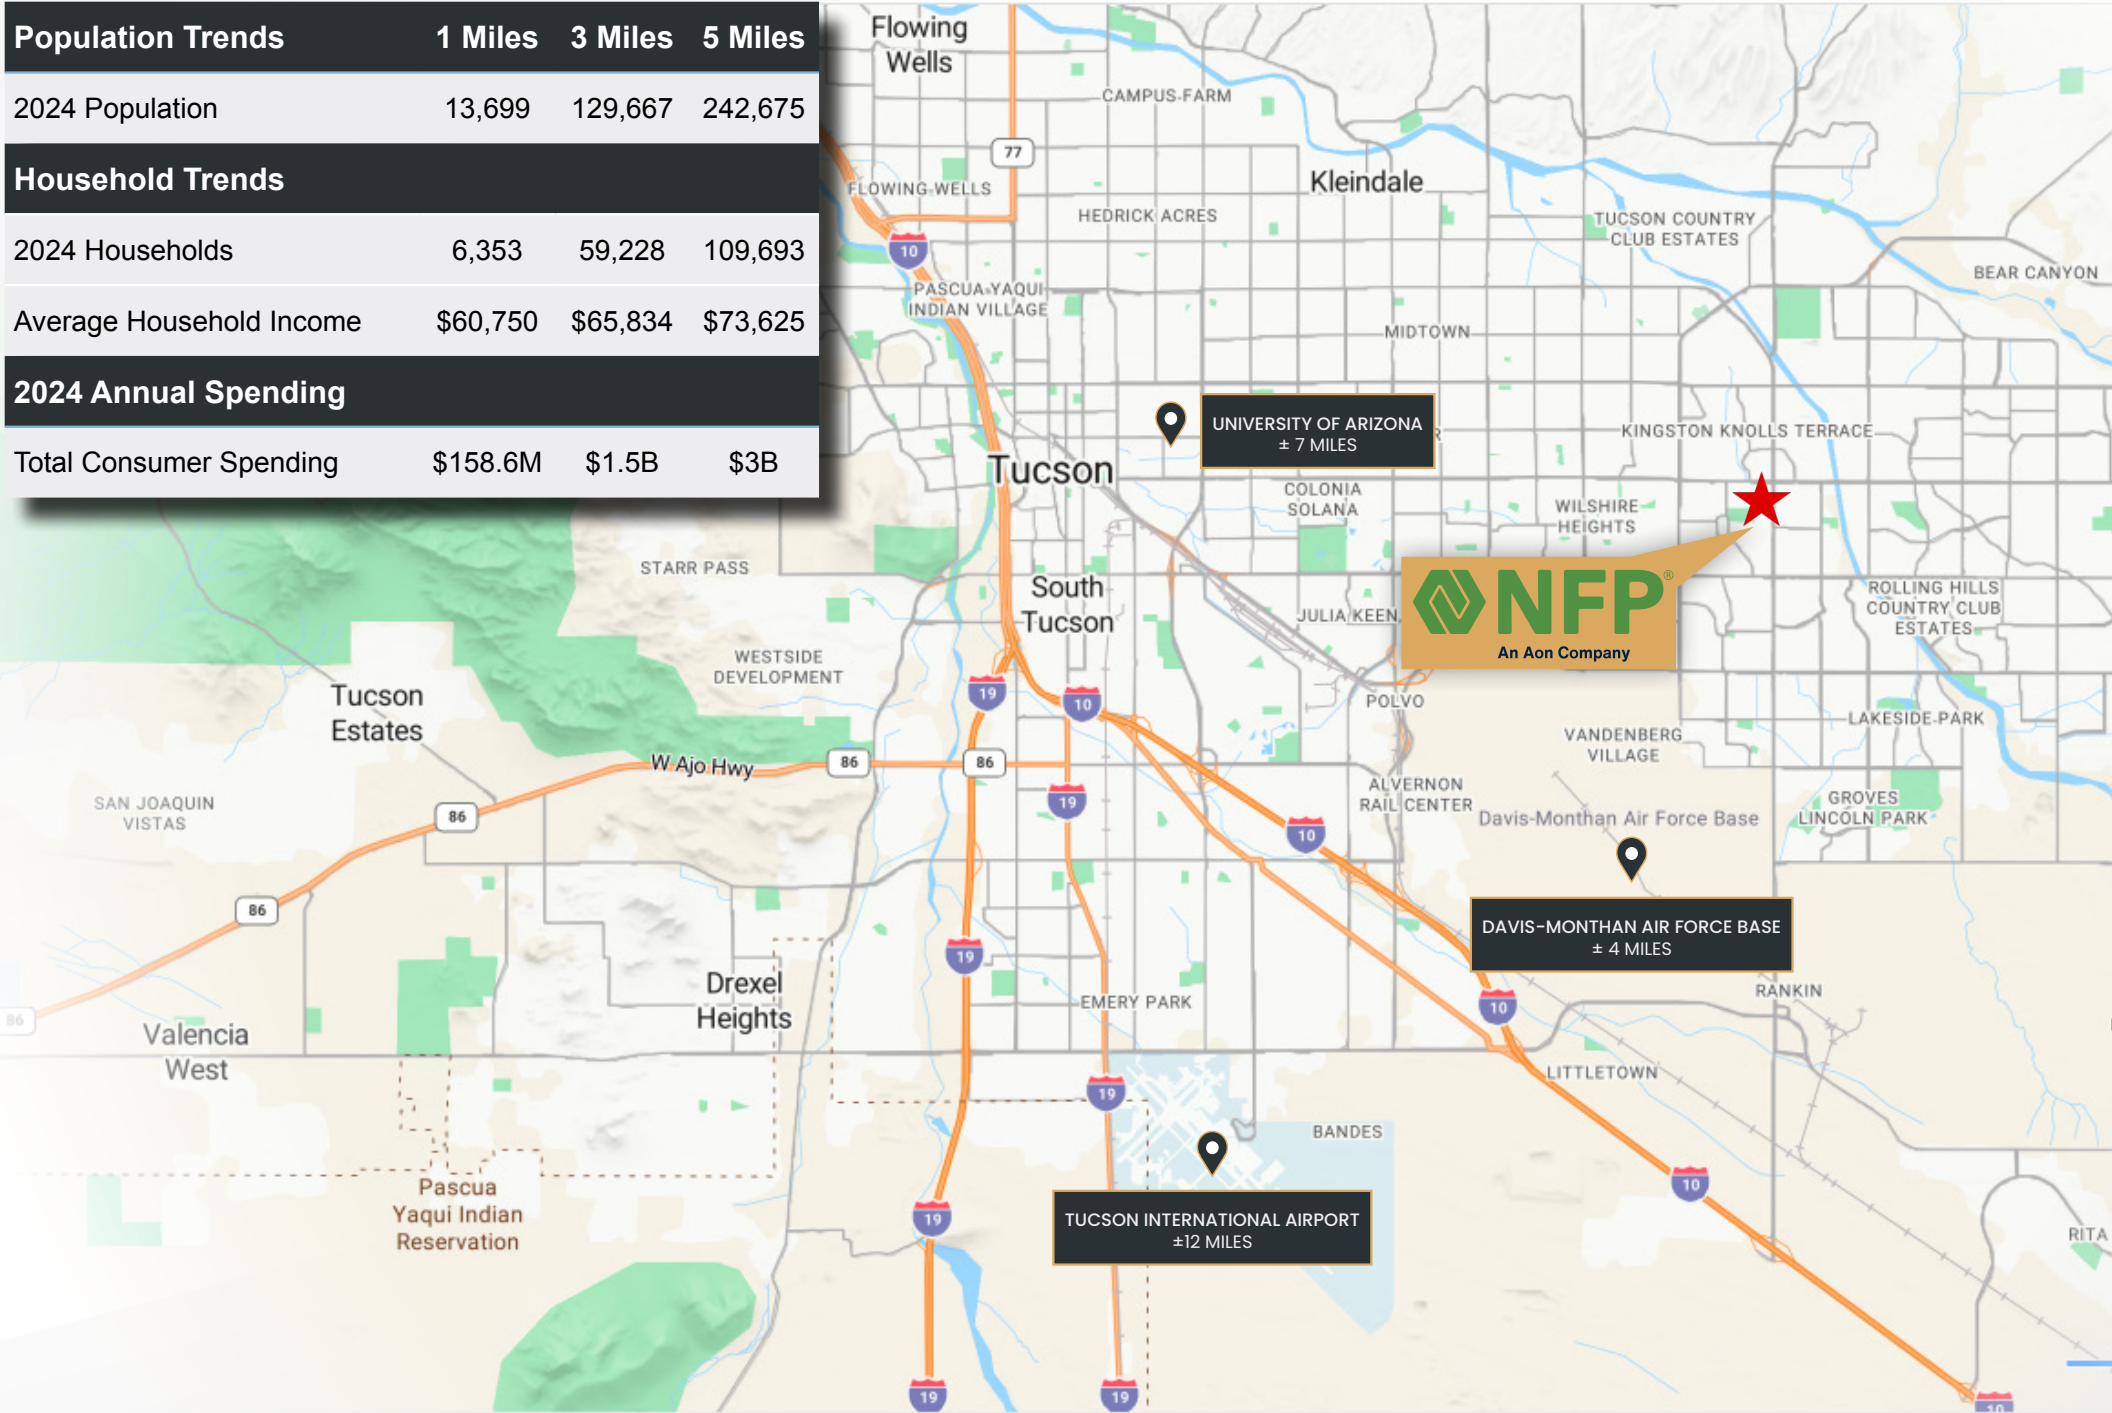 Population Trends 1 Miles 3 Miles 5 Miles
2024 Population 13,699 129,667 242,675
Household Trends
2024 Households 6,353 59,228 109,693
Average Household Income $60,750 $65,834 $73,625
2024 Annual Spending
Total Consumer Spending $158.6M $1.5B $3B
Flowing
Wells
CAMPUS-FARM
77
Kleindale
FLOWING-WELLS
HEDRICK ACRES
TUCSON COUNTRY
CLUB ESTATES
10
BEAR CANYON
PASCUA-YAQUI
INDIAN VILLAGE
MIDTOWN
UNIVERSITY OF ARIZONA
± 7 MILES
R
KINGSTON KNOLLS TERRACE
Tucson
COLONIA
SOLANA
WILSHIRE
HEIGHTS
STARR PASS
South
Tucson
JULIA KEEN
NFP®
An Aon Company
ROLLING HILLS
COUNTRY CLUB
ESTATES
WESTSIDE
DEVELOPMENT
19
10
POLVO
Tucson
Estates
LAKESIDE-PARK
VANDENBERG
VILLAGE
W Ajo Hwy
86
86
SAN JOAQUIN
VISTAS
86
19
ALVERNON
RAIL CENTER
GROVES
LINCOLN PARK
Davis-Monthan Air Force Base
10
86
DAVIS-MONTHAN AIR FORCE BASE
± 4 MILES
19
Drexel
Heights
EMERY PARK
RANKIN
10
86
Valencia
West
LITTLETOWN
19
BANDES
10
Pascua
Yaqui Indian
Reservation
19
TUCSON INTERNATIONAL AIRPORT
±12 MILES
RITA
19
19
10